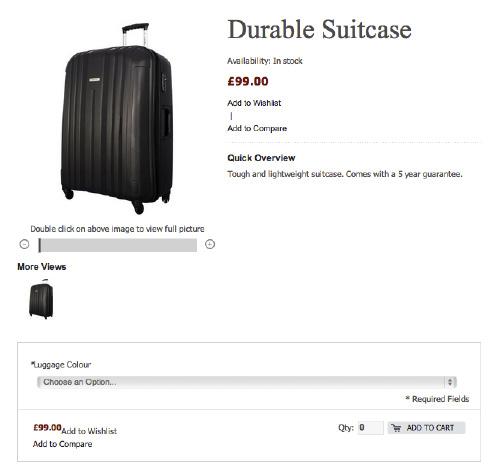 Durable Suitcase
Availability: In stock
£99.00
Add to Wishlist
|
Add to Compare
Quick Overview
Tough and lightweight suitcase. Comes with a 5 year guarantee.
Double click on above image to view full picture
More Views
*Luggage Colour
Choose an Option...
* Required Fields
£99.00 Add to Wishlist
Qty: 0 ADD TO CART
Add to Compare